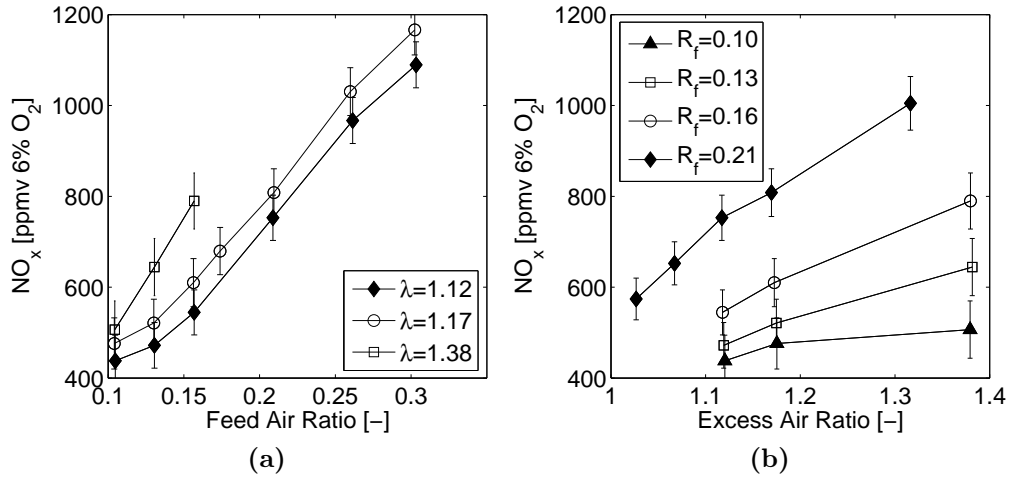 1200
1000
800
600
400
0.1
0.15
0.2
0.25
0.3
NOx [ppmv 6% O2]
Feed Air Ratio [−]
λ=1.12
λ=1.17
λ=1.38
(a)
1200
1000
800
600
400
1
1.1
1.2
1.3
1.4
NOx [ppmv 6% O2]
Excess Air Ratio [−]
Rf=0.10
Rf=0.13
Rf=0.16
Rf=0.21
(b)